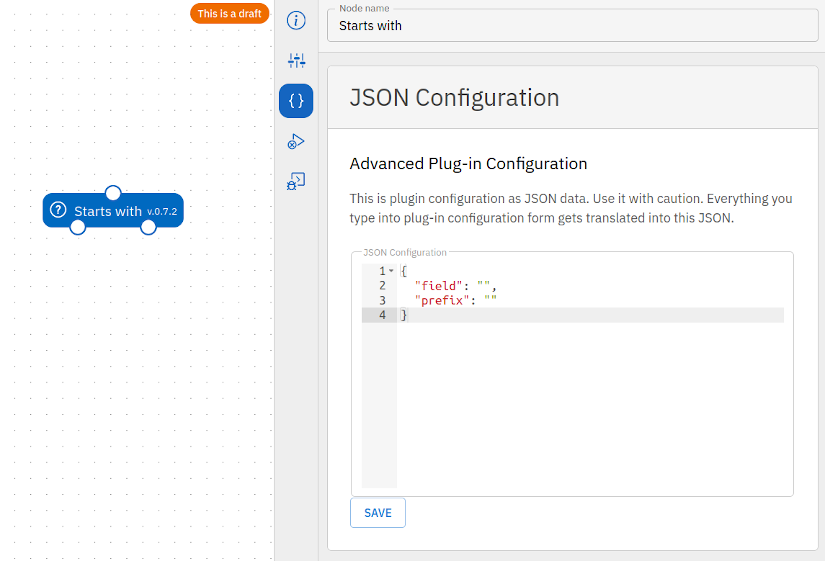 This is a draft
Node name
Starts with
{ }
JSON Configuration
Advanced Plug-in Configuration
This is plugin configuration as JSON data. Use it with caution. Everything you
type into plug-in configuration form gets translated into this JSON.
? Starts with v.0.7.2
JSON Configuration
1 {
2 "field": "",
3 "prefix": ""
4 }
SAVE